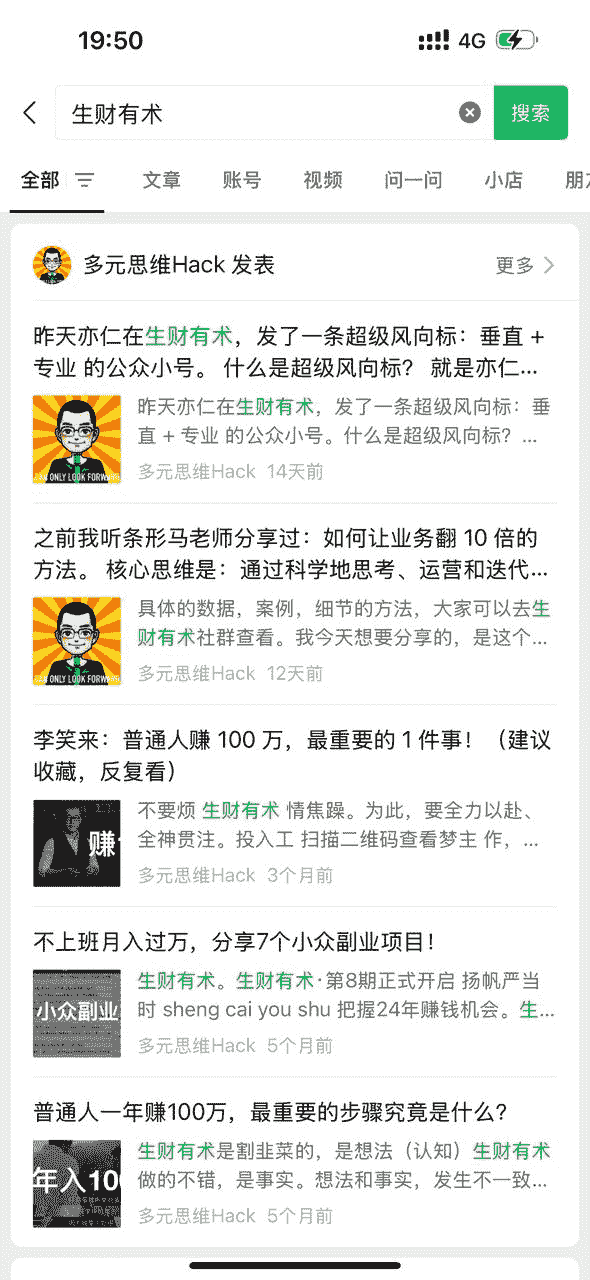 19:50
4G
生财有术
搜索
全部
文章
账号
视频
问一问
小店
多元思维Hack 发表
更多
昨天亦仁在生财有术，发了一条超级风向标：垂直 +
专业 的公众小号。 什么是超级风向标？ 就是亦仁...
昨天亦仁在生财有术，发了一条超级风向标：垂
直 + 专业 的公众小号。什么是超级风向标？...
ONLY LOOK FORWARD
多元思维Hack 14天前
之前我听条形马老师分享过：如何让业务翻 10 倍的
方法。 核心思维是：通过科学地思考、运营和迭代...
具体的数据，案例，细节的方法，大家可以去生
财有术社群查看。我今天想要分享的，是这个...
ONLY LOOK FORWARD
多元思维Hack 12天前
李笑来：普通人赚 100 万，最重要的 1 件事！（建议
收藏，反复看）
不要烦 生财有术 情焦躁。为此，要全力以赴、
全神贯注。投入工 扫描二维码查看梦主 作，...
赚
多元思维Hack 3个月前
不上班月入过万，分享7个小众副业项目！
生财有术。生财有术·第8期正式开启 扬帆严当
时 sheng cai you shu 把握24年赚钱机会。生...
小众副业
多元思维Hack 5个月前
普通人一年赚100万，最重要的步骤究竟是什么？
生财有术是割韭菜的，是想法（认知）生财有术
做的不错，是事实。想法和事实，发生不一致...
年入10
多元思维Hack 5个月前